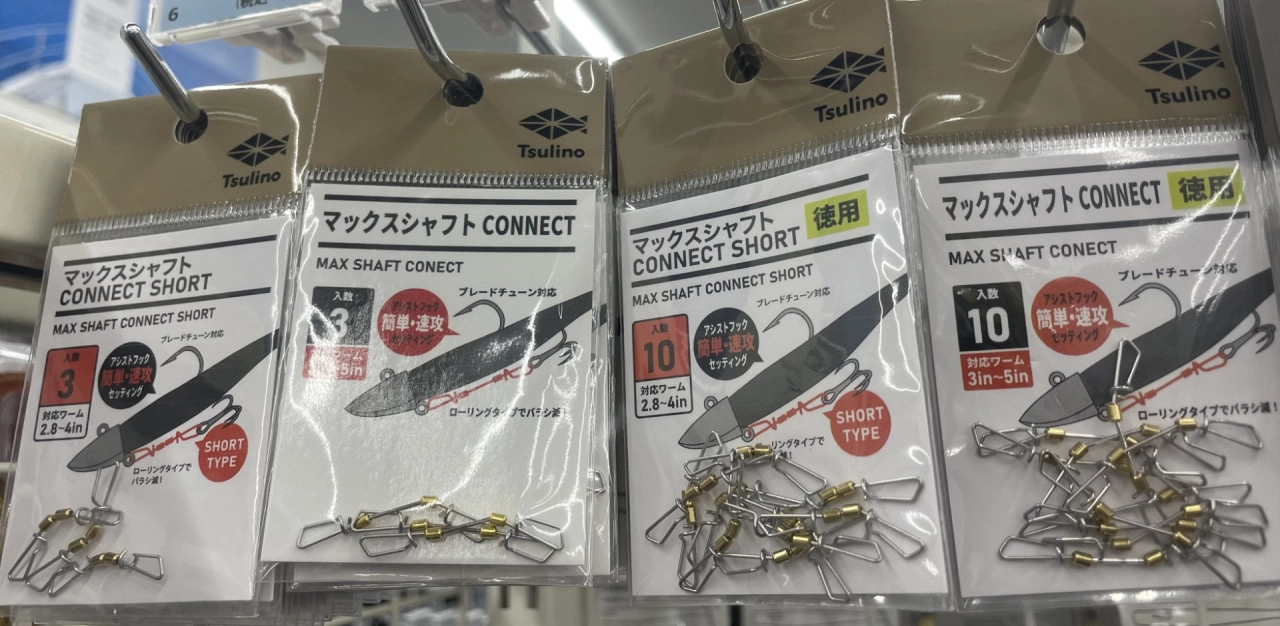 6
Tsulino
マックスシャフト
CONNECT SHORT
MAX SHAFT CONNECT SHORT
ブレードチューン対応
入数
3
アシストフック
簡単・速攻
セッティング
対応ワーム
2.8~4in
SHORT
TYPE
ローリングタイプで
バラシ減!
Tsulino
マックスシャフト CONNECT
MAX SHAFT CONECT
ブレードチューン対応
入数
3
アシストフック
簡単・速攻
セッティング
5in
ローリングタイプでバラシ減!
Tsulino
マックスシャフト
CONNECT SHORT
徳用
MAX SHAFT CONNECT SHORT
ブレードチューン対応
入数
10
アシストフック
簡単・速攻
セッティング
対応ワーム
2.8~4in
SHORT
TYPE
リングタイプで
減!
Tsulino
マックスシャフト CONNECT 徳用
MAX SHAFT CONECT
ブレードチューン対応
入数
10
アシストフック
簡単・速攻
セッティング
対応ワーム
3in~5in
ローリングタイプでバラシ減!